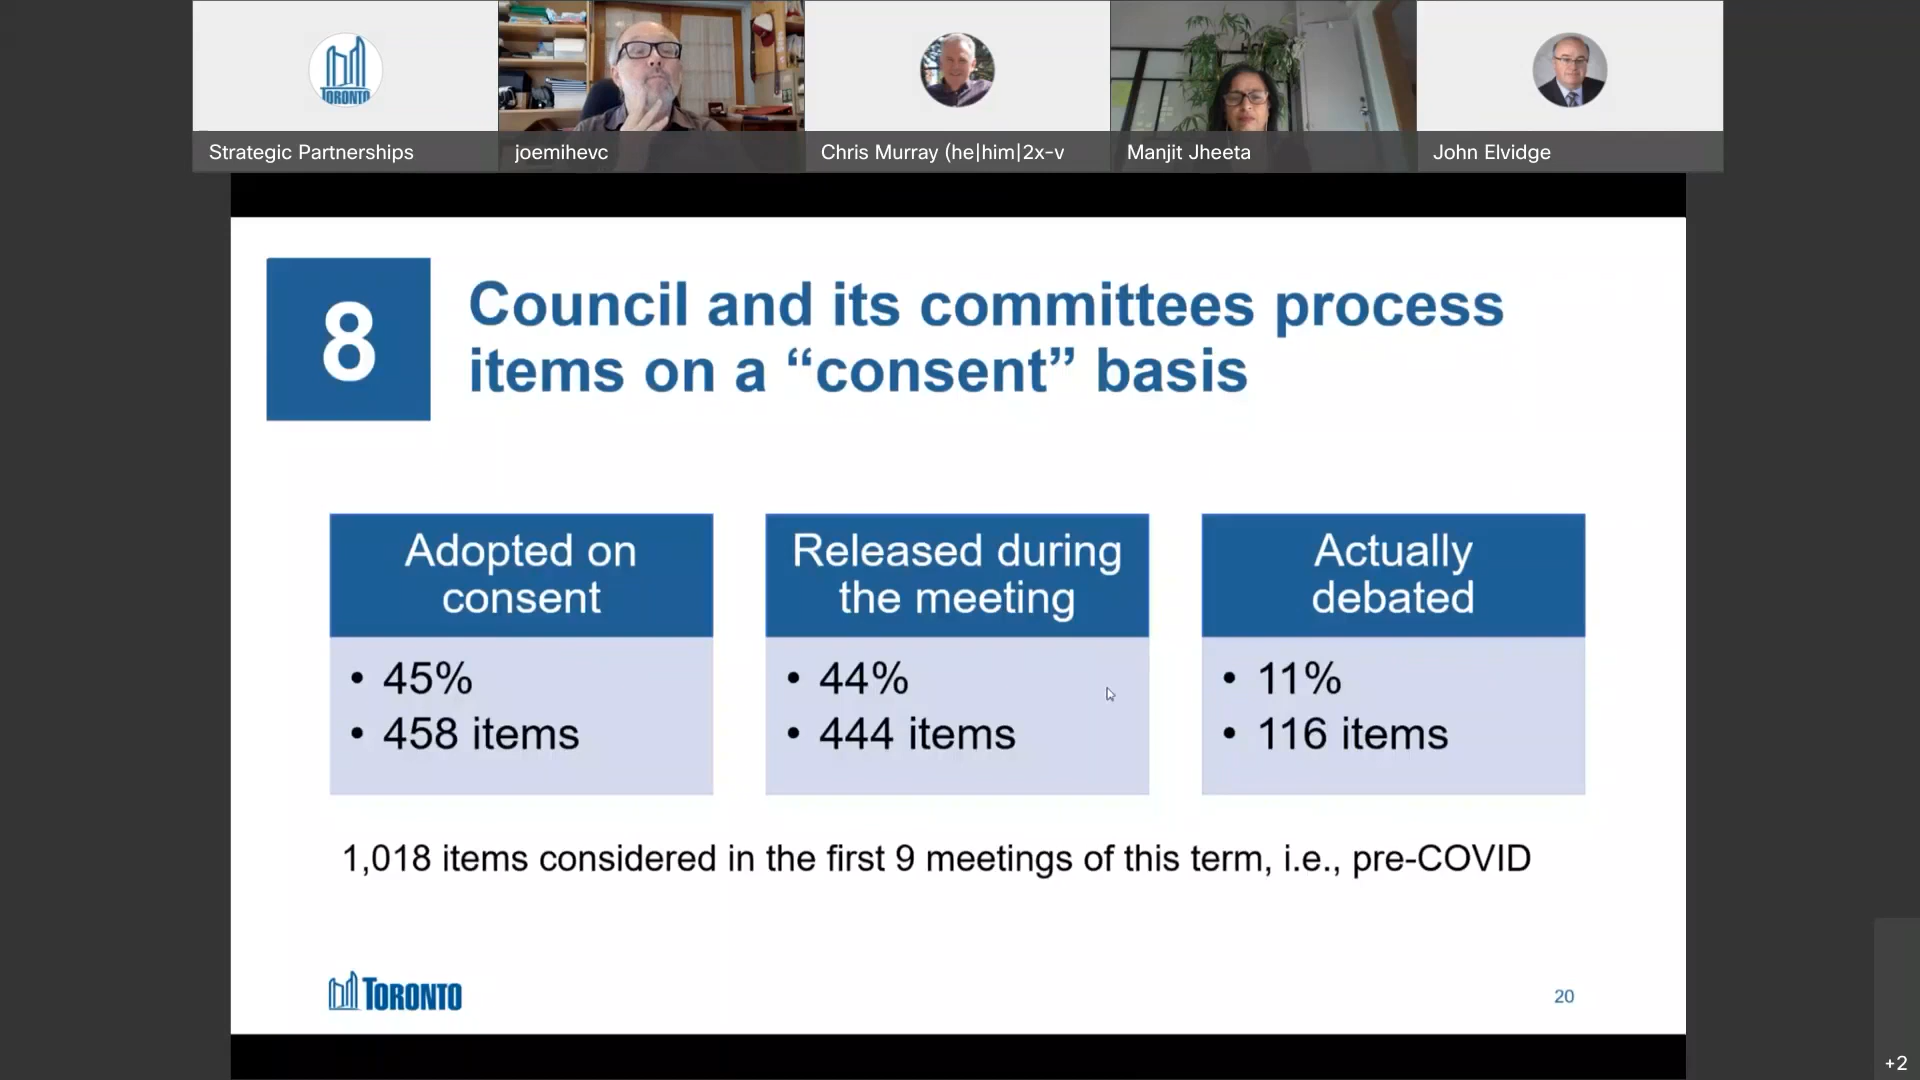 TORONTO
Strategic Partnerships
joemihevc
Chris Murray (he|him|2x-v
Manjit Jheeta
John Elvidge
8
Council and its committees process
items on a “consent” basis
Adopted on
consent
• 45%
• 458 items
Released during
the meeting
• 44%
• 444 items
Actually
debated
• 11%
• 116 items
1,018 items considered in the first 9 meetings of this term, i.e., pre-COVID
TORONTO
20
+2